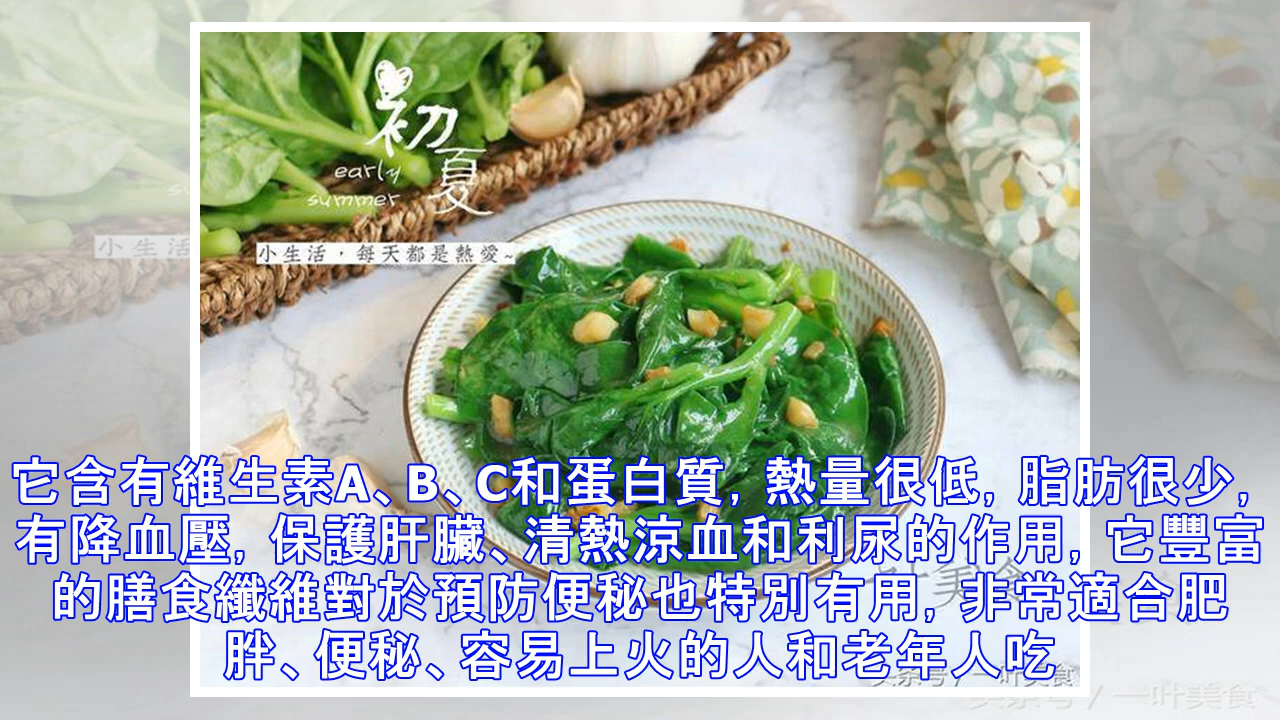 初夏
early
summer
小生活，每天都是熱愛~
它含有維生素A、B、C和蛋白質, 熱量很低, 脂肪很少,
有降血壓, 保護肝臟、清熱涼血和利尿的作用, 它豐富
的膳食纖維對於預防便秘也特別有用, 非常適合肥
胖、便秘、容易上火的人和老年人吃
头条号 / 一叶美食